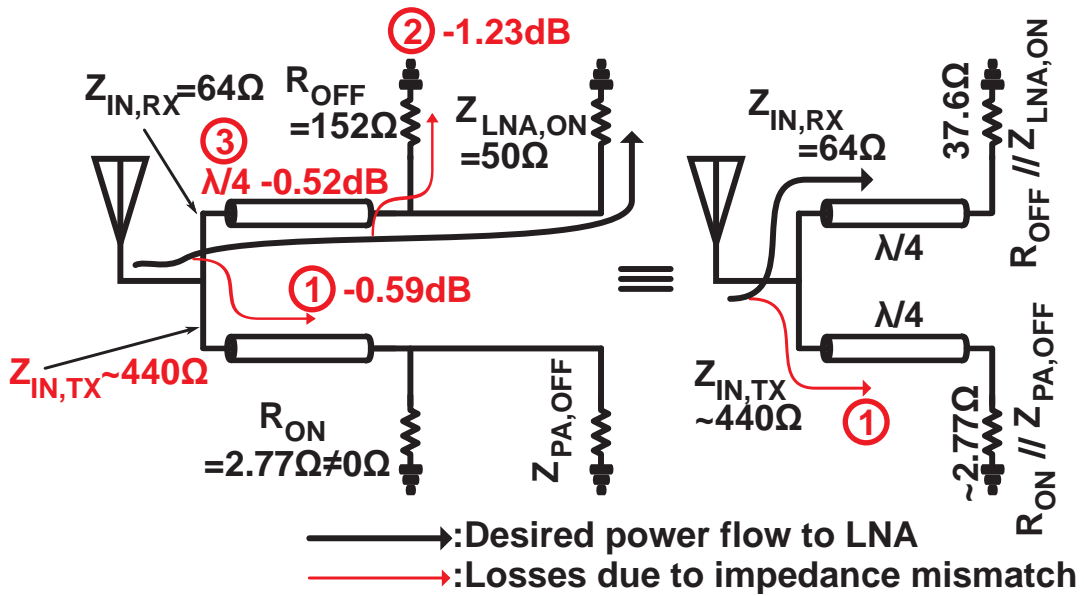 ② -1.23dB
Z_IN,RX=64Ω
R_OFF
=152Ω
Z_LNA,ON
=50Ω
③
λ/4 -0.52dB
① -0.59dB
Z_IN,TX~440Ω
R_ON
=2.77Ω≠0Ω
Z_PA,OFF
Z_IN,RX
=64Ω
37.6Ω
R_OFF // Z_LNA,ON
λ/4
λ/4
Z_IN,TX
~440Ω
①
~2.77Ω
R_ON // Z_PA,OFF
:Desired power flow to LNA
:Losses due to impedance mismatch